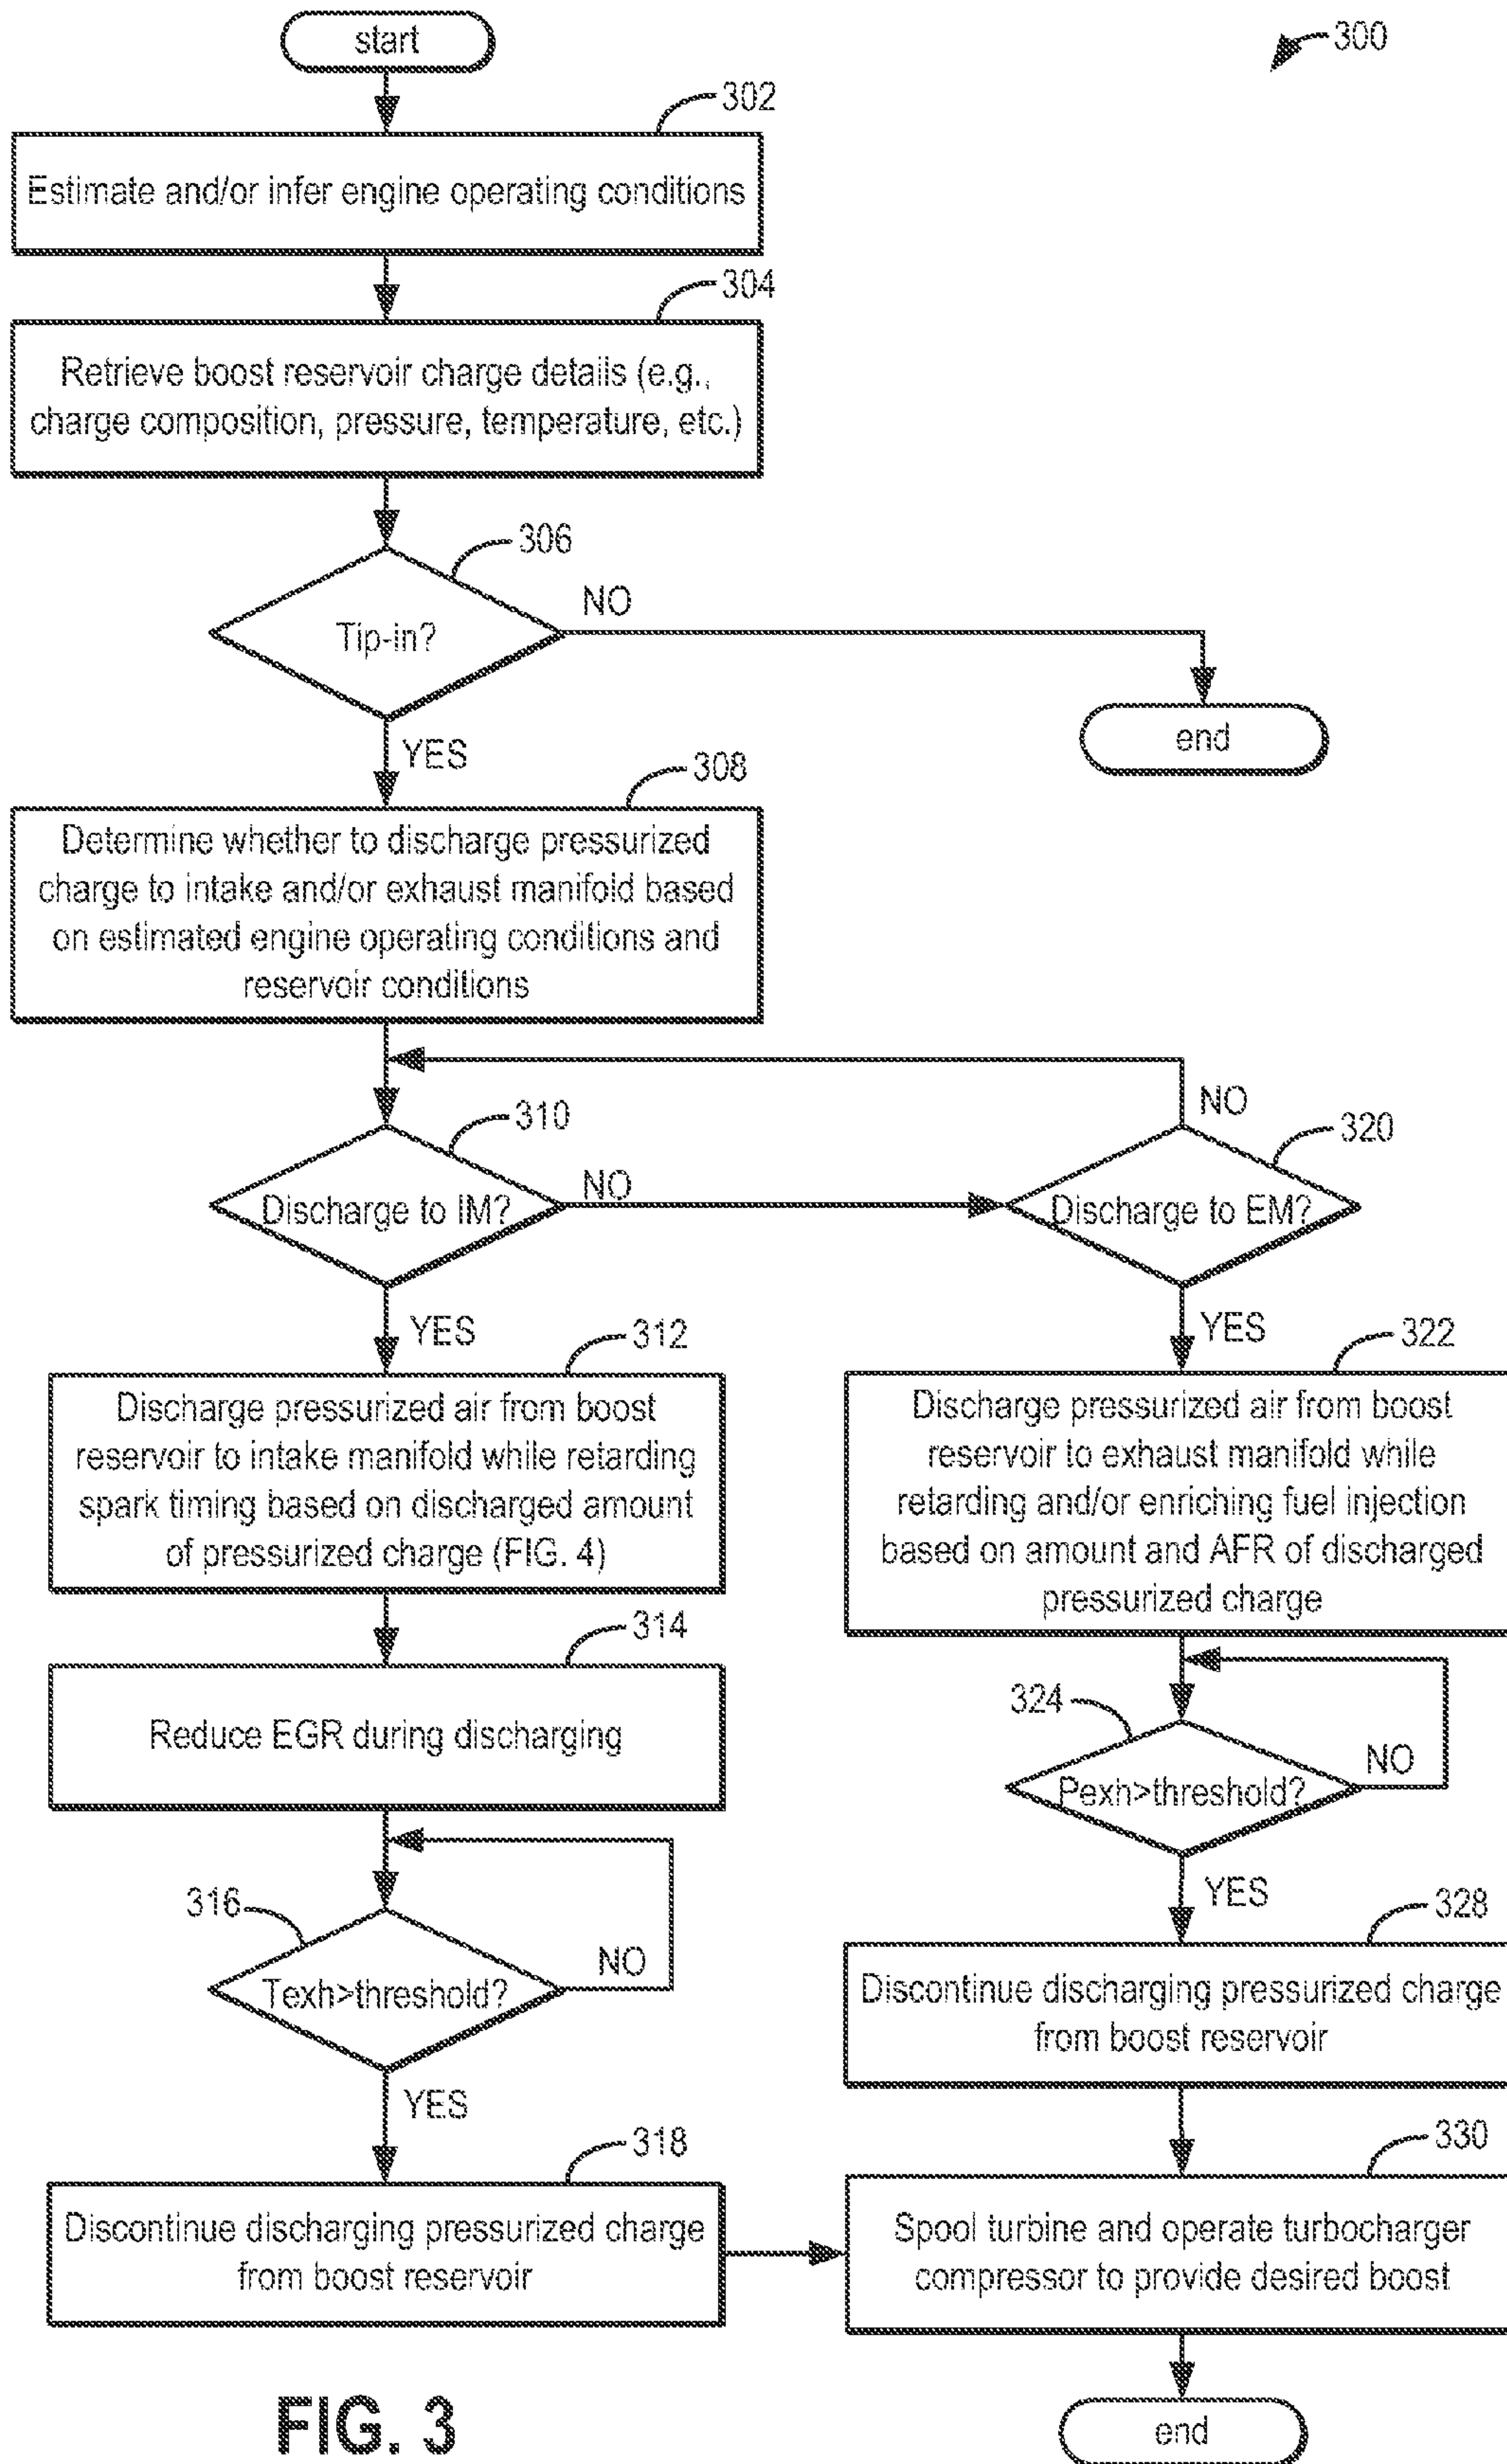 start
300
302
Estimate and/or infer engine operating conditions
304
Retrieve boost reservoir charge details (e.g.,
charge composition, pressure, temperature, etc.)
306
Tip-in?
NO
end
YES
308
Determine whether to discharge pressurized
charge to intake and/or exhaust manifold based
on estimated engine operating conditions and
reservoir conditions
310
Discharge to IM?
NO
NO
320
Discharge to EM?
YES
312
Discharge pressurized air from boost
reservoir to intake manifold while retarding
spark timing based on discharged amount
of pressurized charge (FIG. 4)
314
Reduce EGR during discharging
316
Texh>threshold?
NO
YES
318
Discontinue discharging pressurized charge
from boost reservoir
YES
322
Discharge pressurized air from boost
reservoir to exhaust manifold while
retarding and/or enriching fuel injection
based on amount and AFR of discharged
pressurized charge
324
Pexh>threshold?
NO
YES
328
Discontinue discharging pressurized charge
from boost reservoir
330
Spool turbine and operate turbocharger
compressor to provide desired boost
end
FIG. 3